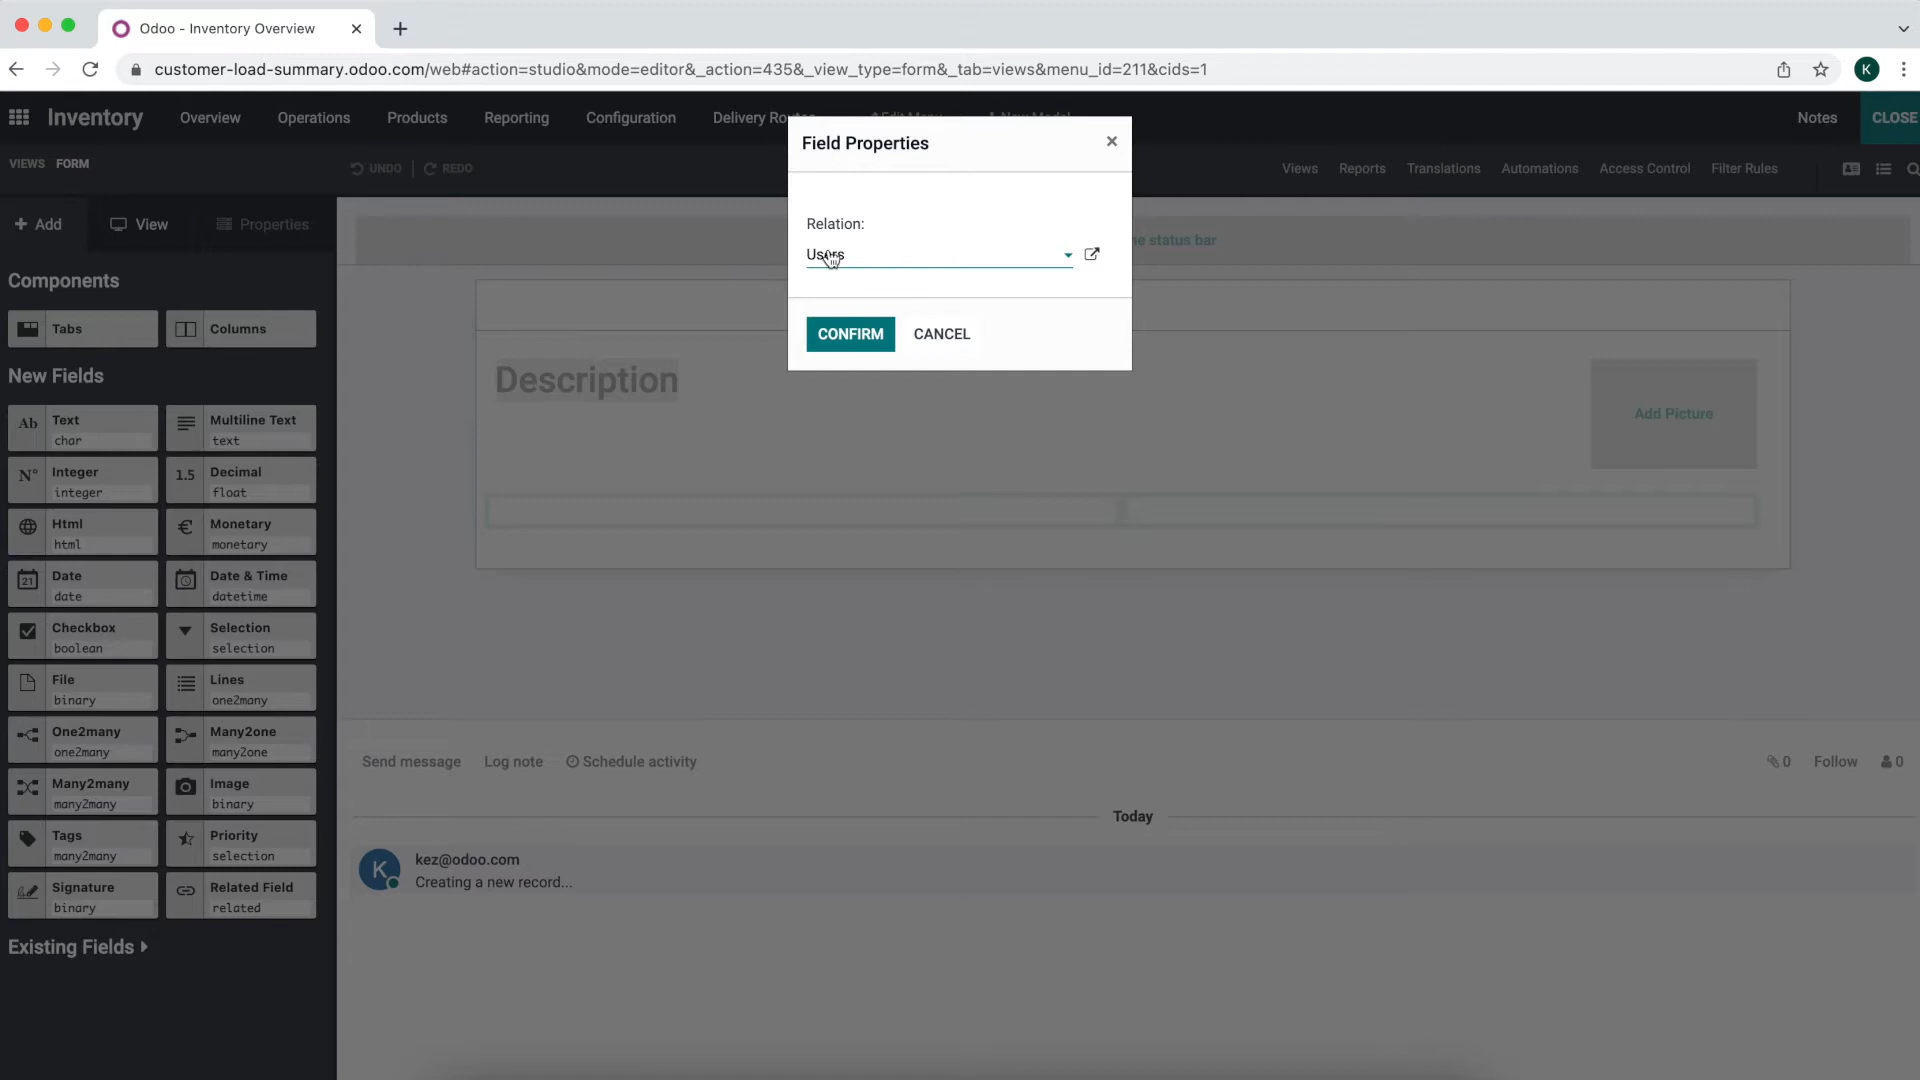 Odoo - Inventory Overview
customer-load-summary.odoo.com/web#action=studio&mode=editor&_action=435&_view_type=form&_tab=views&menu_id=211&cids=1
K
Inventory
Overview
Operations
Products
Reporting
Configuration
Delivery
Notes
CLOSE
VIEWS FORM
UNDO
REDO
Views
Reports
Translations
Automations
Access Control
Filter Rules
Field Properties
Relation:
Users
CONFIRM
CANCEL
+ Add
View
Properties
status bar
Components
Tabs
Columns
New Fields
Ab Text
char
Multiline Text
text
N° Integer
integer
1.5 Decimal
float
Html
html
€ Monetary
monetary
21 Date
date
Date & Time
datetime
Checkbox
boolean
Selection
selection
File
binary
Lines
one2many
One2many
one2many
Many2one
many2one
Many2many
many2many
Image
binary
Tags
many2many
Priority
selection
Signature
binary
Related Field
related
Existing Fields
Description
Add Picture
Send message
Log note
Schedule activity
0
Follow
0
Today
K
kez@odoo.com
Creating a new record...